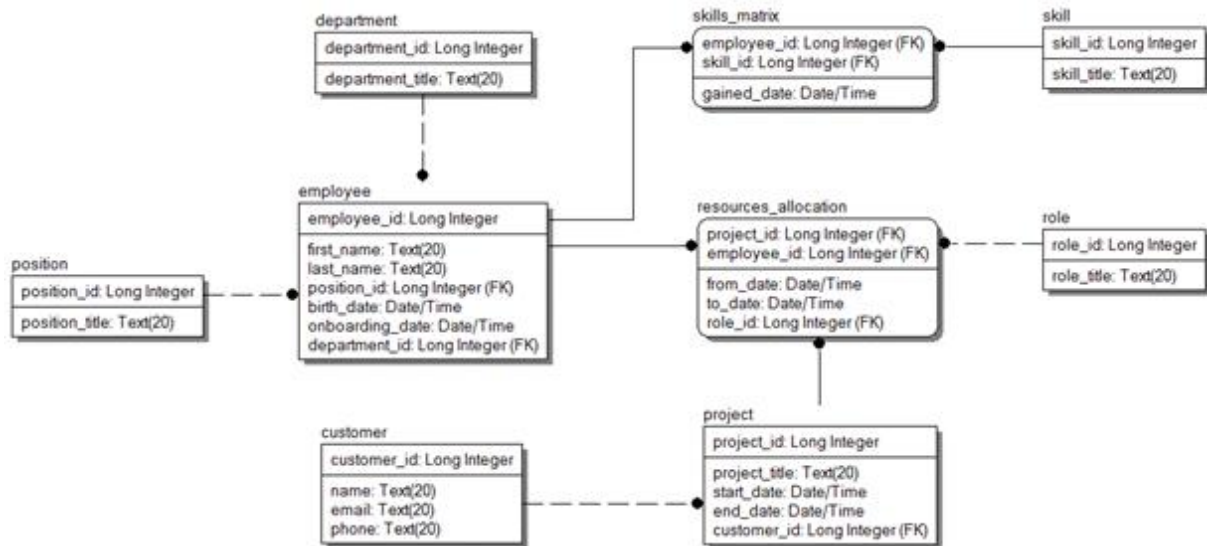 department
department_id: Long Integer
department_title: Text(20)
skills_matrix
employee_id: Long Integer (FK)
skill_id: Long Integer (FK)
gained_date: Date/Time
skill
skill_id: Long Integer
skill_title: Text(20)
employee
employee_id: Long Integer
first_name: Text(20)
last_name: Text(20)
position_id: Long Integer (FK)
birth_date: Date/Time
onboarding_date: Date/Time
department_id: Long Integer (FK)
position
position_id: Long Integer
position_title: Text(20)
resources_allocation
project_id: Long Integer (FK)
employee_id: Long Integer (FK)
from_date: Date/Time
to_date: Date/Time
role_id: Long Integer (FK)
role
role_id: Long Integer
role_title: Text(20)
customer
customer_id: Long Integer
name: Text(20)
email: Text(20)
phone: Text(20)
project
project_id: Long Integer
project_title: Text(20)
start_date: Date/Time
end_date: Date/Time
customer_id: Long Integer (FK)